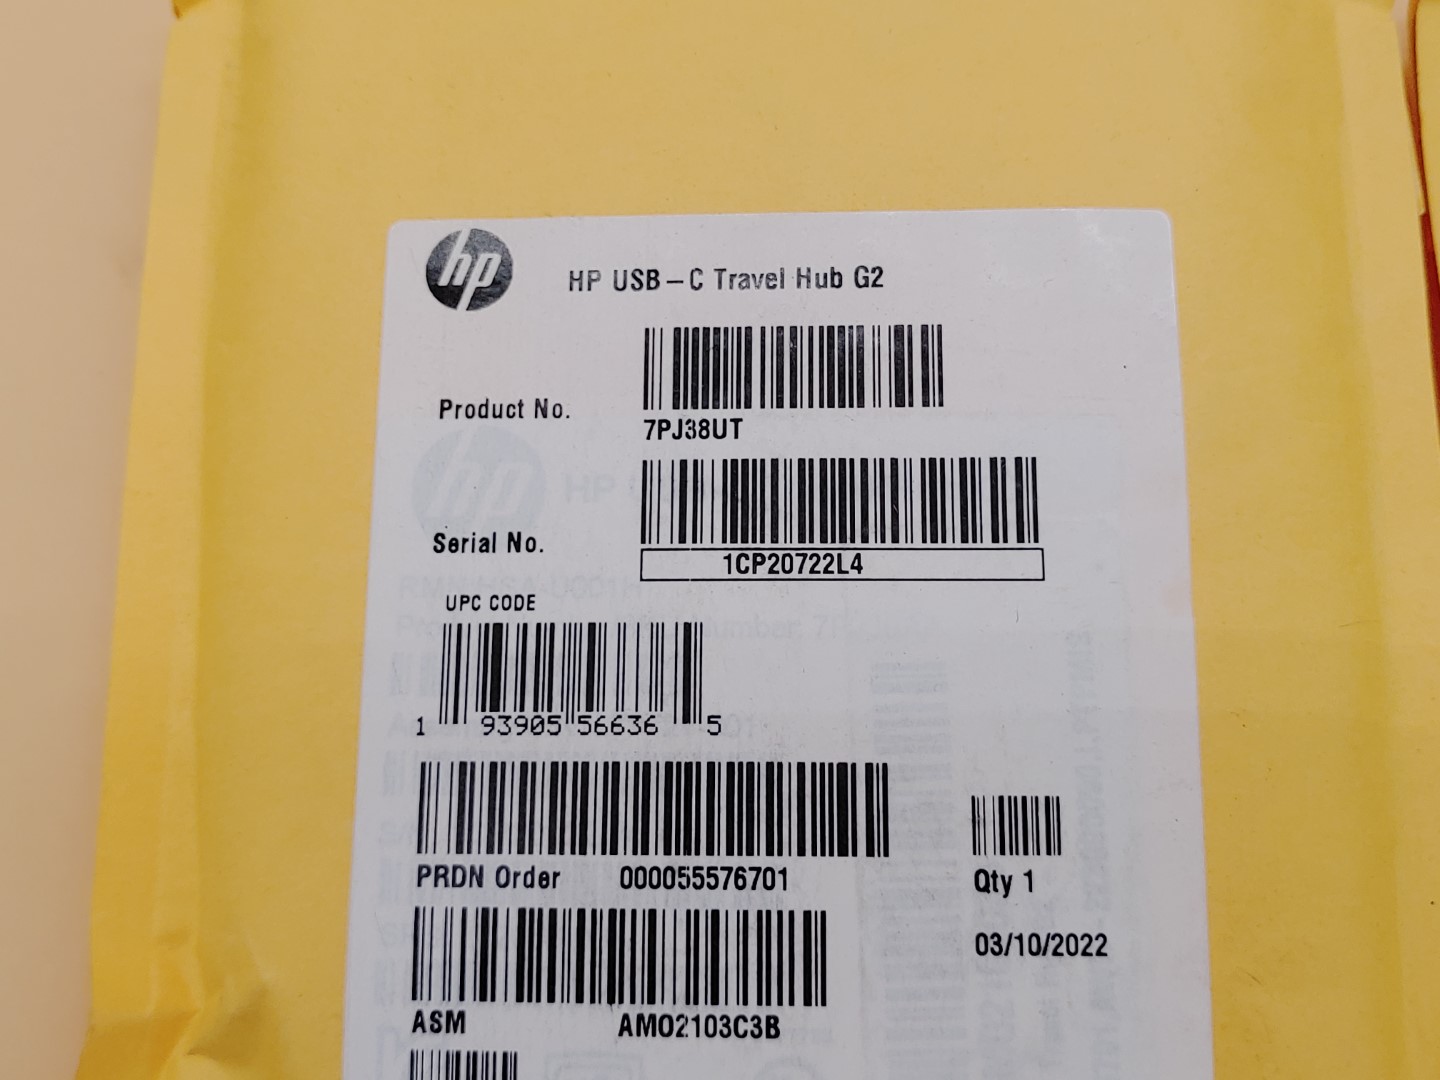 hp
HP USB-C Travel Hub G2
Product No.
7PJ38UT
Serial No.
1CP20722L4
UPC CODE
1 93905 56636 5
PRDN Order 000055576701
Qty 1
03/10/2022
ASM AMO2103C3B